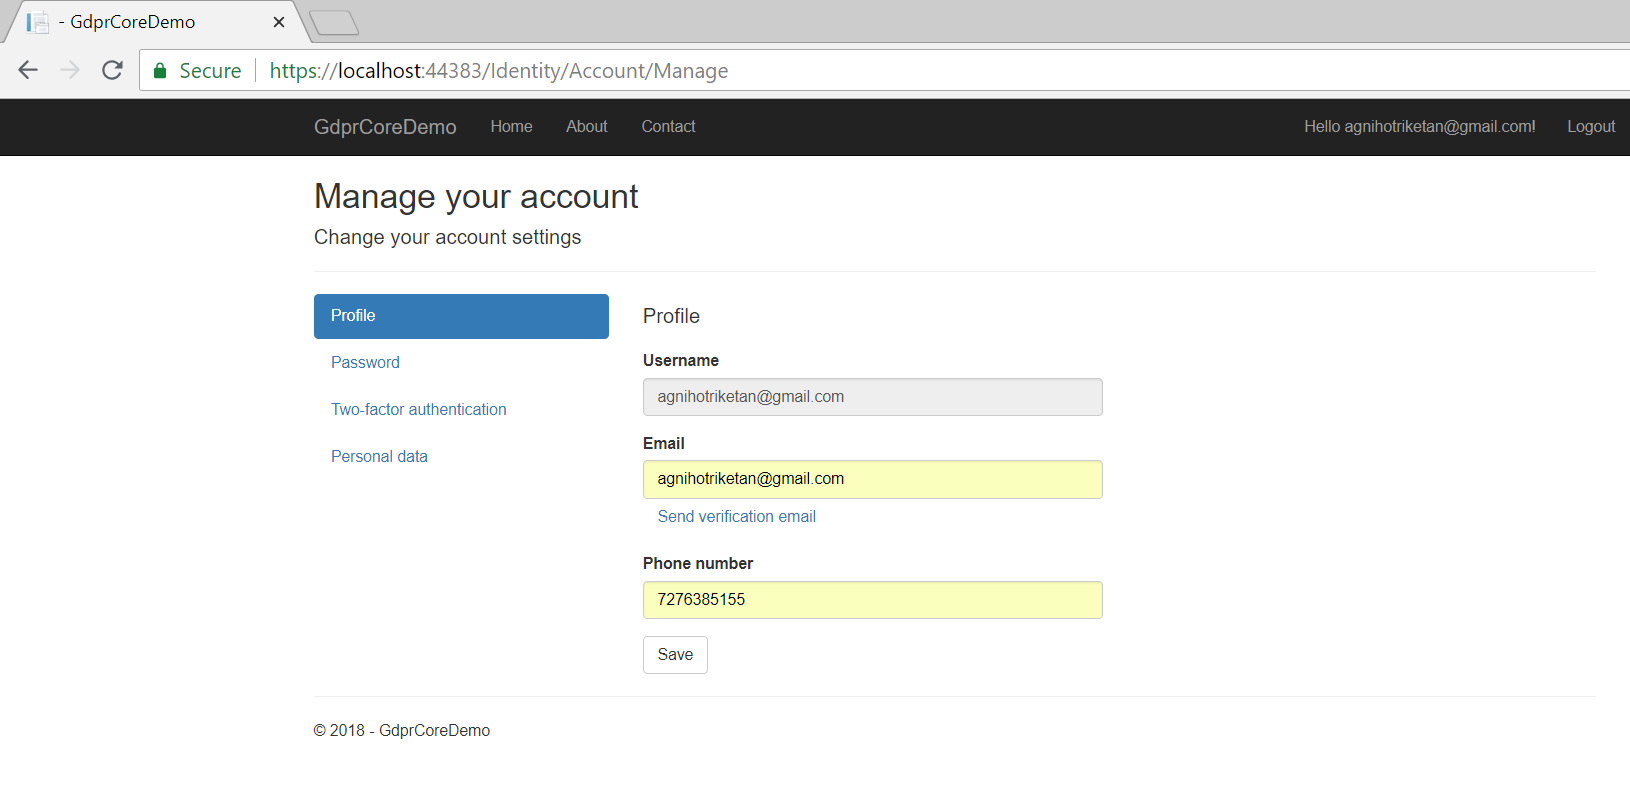 - GdprCoreDemo
Secure https://localhost:44383/Identity/Account/Manage
GdprCoreDemo Home About Contact Hello agnihotriketan@gmail.com! Logout
Manage your account
Change your account settings
Profile
Password
Two-factor authentication
Personal data
Profile
Username
agnihotriketan@gmail.com
Email
agnihotriketan@gmail.com
Send verification email
Phone number
7276385155
Save
© 2018 - GdprCoreDemo